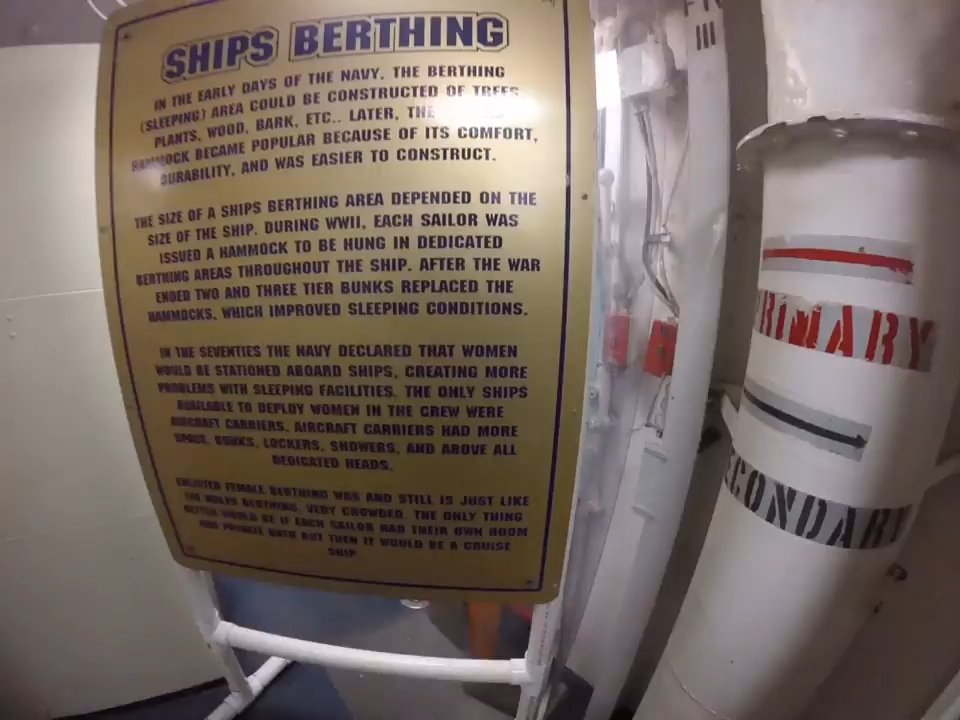 SHIPS BERTHING
IN THE EARLY DAYS OF THE NAVY. THE BERTHING
(SLEEPING) AREA COULD BE CONSTRUCTED OF TREES,
PLANTS, WOOD, BARK, ETC.. LATER, THE
HAMMOCK BECAME POPULAR BECAUSE OF ITS COMFORT,
DURABILITY, AND WAS EASIER TO CONSTRUCT.
THE SIZE OF A SHIPS BERTHING AREA DEPENDED ON THE
SIZE OF THE SHIP. DURING WWII, EACH SAILOR WAS
ISSUED A HAMMOCK TO BE HUNG IN DEDICATED
BERTHING AREAS THROUGHOUT THE SHIP. AFTER THE WAR
ENDED TWO AND THREE TIER BUNKS REPLACED THE
HAMMOCKS, WHICH IMPROVED SLEEPING CONDITIONS.
IN THE SEVENTIES THE NAVY DECLARED THAT WOMEN
WOULD BE STATIONED ABOARD SHIPS, CREATING MORE
PROBLEMS WITH SLEEPING FACILITIES. THE ONLY SHIPS
AVAILABLE TO DEPLOY WOMEN IN THE CREW WERE
AIRCRAFT CARRIERS. AIRCRAFT CARRIERS HAD MORE
SPACE, BUNKS, LOCKERS, SHOWERS, AND ABOVE ALL
DEDICATED HEADS.
ENLISTED FEMALE BERTHING WAS AND STILL IS JUST LIKE
THE MALES BERTHING, VERY CROWDED. THE ONLY THING
BETTER WOULD BE IF EACH SAILOR HAD THEIR OWN ROOM
AND PRIVATE BATH BUT THEN IT WOULD BE A CRUISE
SHIP
III
PRIMARY
SECONDARY